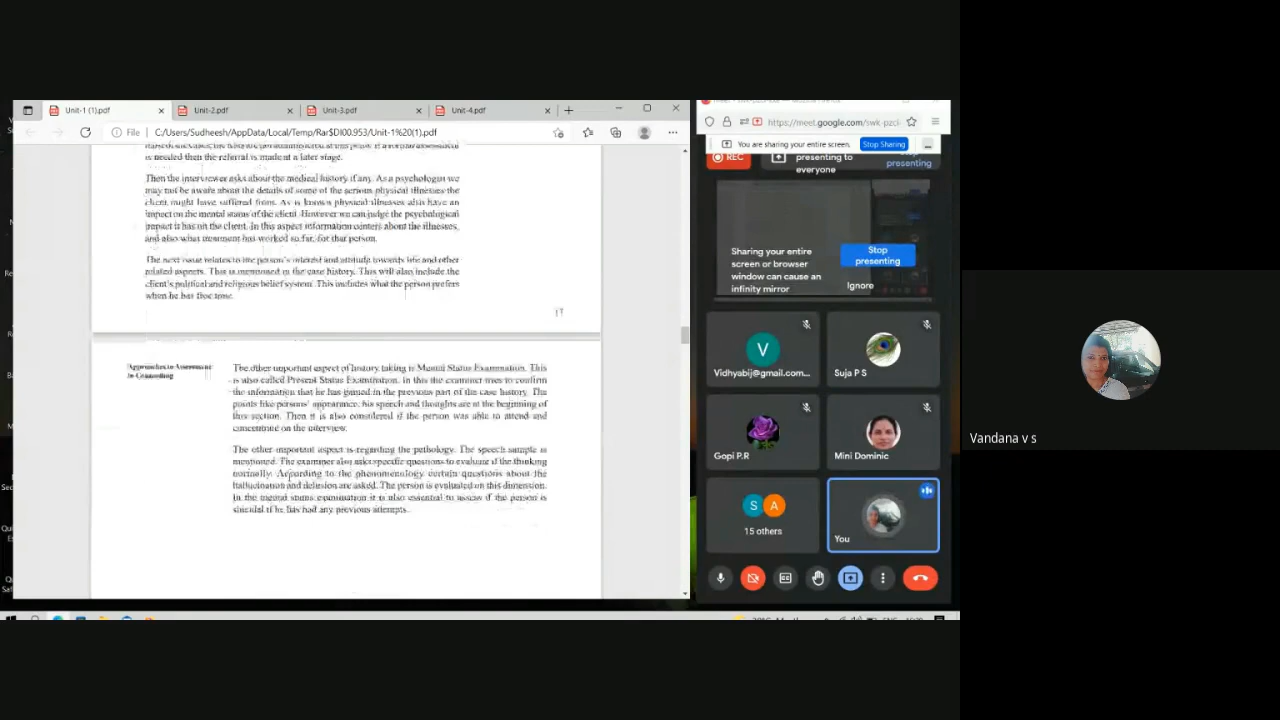 Unit-1 (1).pdf
Unit-2.pdf
Unit-3.pdf
Unit-4.pdf
File
C:/Users/Sudheesh/AppData/Local/Temp/Rar$DI00.953/Unit-1%20(1).pdf
is needed then the referral is made at a later stage.
Then the interviewer asks about the medical history if any. As a psychologist we
may not be aware about the details of some of the serious physical illnesses the
client might have suffered from. As is known physical illnesses also have an
impact on the mental status of the client. However we can judge the psychological
impact it has on the client. In this aspect information centers about the illnesses,
and also what treatment has worked so far, for that person.
The next issue relates to the person's interest and attitude towards life and other
related aspects. This is mentioned in the case history. This will also include the
client's political and religious belief system. This includes what the person prefers
when he has free time.
17
Approaches to Assessment
in Counselling
The other important aspect of history taking is Mental Status Examination. This
is also called Present Status Examination. In this the examiner tries to confirm
the information that he has gained in the previous part of the case history. The
points like persons' appearance, his speech and thoughts are at the beginning of
this section. Then it is also considered if the person was able to attend and
concentrate on the interview.
The other important aspect is regarding the pathology. The speech sample is
mentioned. The examiner also asks specific questions to evaluate if the thinking
normally. According to the phenomenology certain questions about the
hallucination and delusion are asked. The person is evaluated on this dimension.
In the mental status examination it is also essential to assess if the person is
suicidal if he has had any previous attempts.
https://meet.google.com/swk-pzci-
You are sharing your entire screen.
Stop Sharing
REC
presenting to
everyone
presenting
Sharing your entire
screen or browser
window can cause an
infinity mirror
Stop
presenting
Ignore
V
Vidhyabij@gmail.com...
Suja P S
Gopi P.R
Mini Dominic
S A
15 others
You
Vandana v s